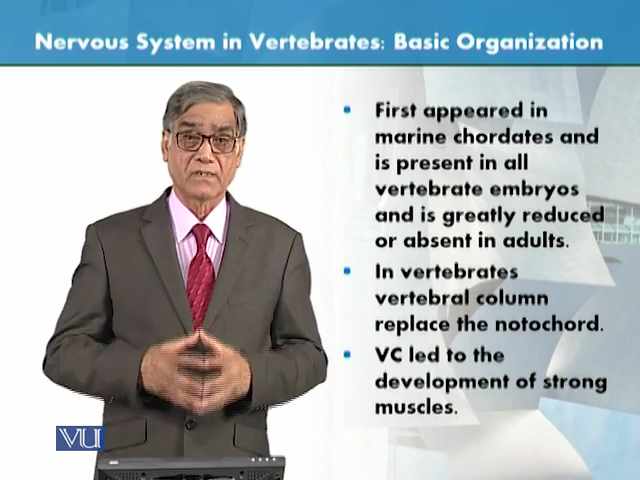 Nervous System in Vertebrates: Basic Organization
• First appeared in
marine chordates and
is present in all
vertebrate embryos
and is greatly reduced
or absent in adults.
• In vertebrates
vertebral column
replace the notochord.
• VC led to the
development of strong
muscles.
VU